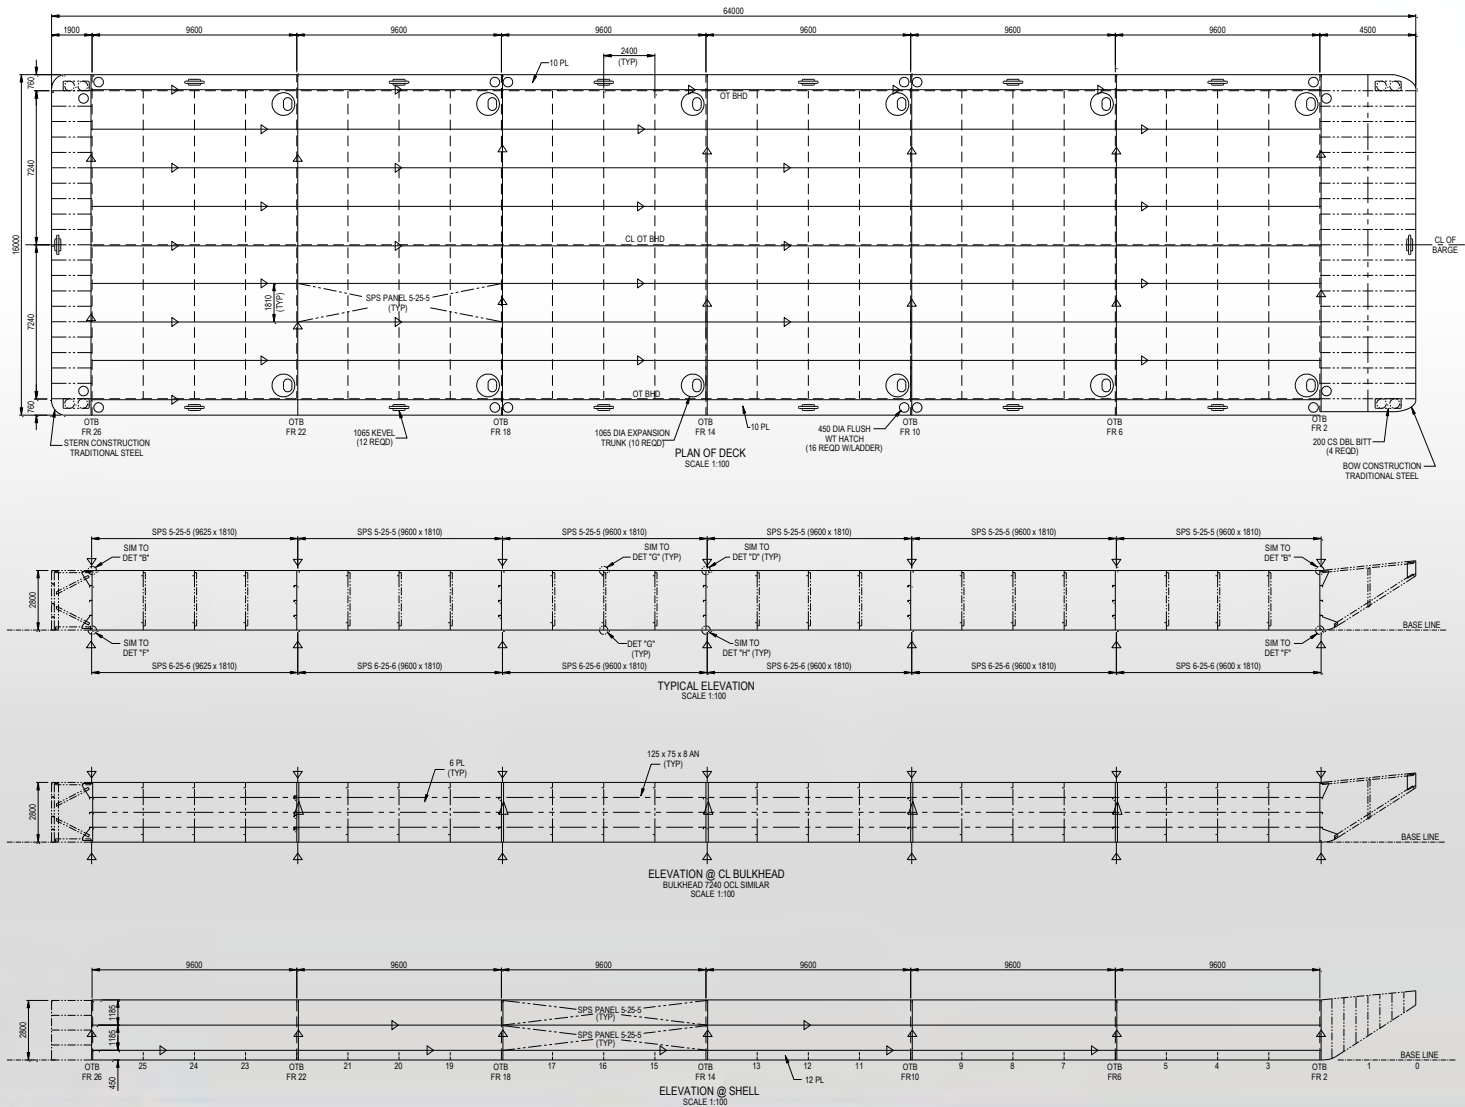 64000
1900
9600
9600
9600
9600
9600
9600
4500
2400
(TYP)
10 PL
760
OT BHD
7240
16000
CL OT BHD
CL OF
BARGE
1810
(TYP)
SPS PANEL 5-25-5
(TYP)
7240
OT BHD
760
OTB
FR 26
OTB
FR 22
OTB
FR 18
OTB
FR 14
OTB
FR 10
OTB
FR 6
OTB
FR 2
10 PL
STERN CONSTRUCTION
TRADITIONAL STEEL
1065 KEVEL
(12 REQD)
1065 DIA EXPANSION
TRUNK (10 REQD)
450 DIA FLUSH
WT HATCH
(16 REQD W/LADDER)
200 CS DBL BITT
(4 REQD)
BOW CONSTRUCTION
TRADITIONAL STEEL
PLAN OF DECK
SCALE 1:100
SPS 5-25-5 (9625 x 1810)
SPS 5-25-5 (9600 x 1810)
SPS 5-25-5 (9600 x 1810)
SPS 5-25-5 (9600 x 1810)
SPS 5-25-5 (9600 x 1810)
SPS 5-25-5 (9600 x 1810)
SIM TO
DET "B"
SIM TO
DET "G" (TYP)
SIM TO
DET "D" (TYP)
SIM TO
DET "B"
2800
BASE LINE
SIM TO
DET "F"
DET "G"
(TYP)
SIM TO
DET "H" (TYP)
SIM TO
DET "F"
SPS 6-25-6 (9625 x 1810)
SPS 6-25-6 (9600 x 1810)
SPS 6-25-6 (9600 x 1810)
SPS 6-25-6 (9600 x 1810)
SPS 6-25-6 (9600 x 1810)
SPS 6-25-6 (9600 x 1810)
TYPICAL ELEVATION
SCALE 1:100
6 PL
(TYP)
125 x 75 x 8 AN
(TYP)
2800
BASE LINE
ELEVATION @ CL BULKHEAD
BULKHEAD 7240 OCL SIMILAR
SCALE 1:100
9600
9600
9600
9600
9600
9600
2800
1185
1185
450
SPS PANEL 5-25-5
(TYP)
SPS PANEL 5-25-5
(TYP)
BASE LINE
OTB
FR 26
25
24
23
OTB
FR 22
21
20
19
OTB
FR 18
17
16
15
OTB
FR 14
13
12
11
OTB
FR10
9
8
7
OTB
FR6
5
4
3
OTB
FR 2
1
0
12 PL
ELEVATION @ SHELL
SCALE 1:100